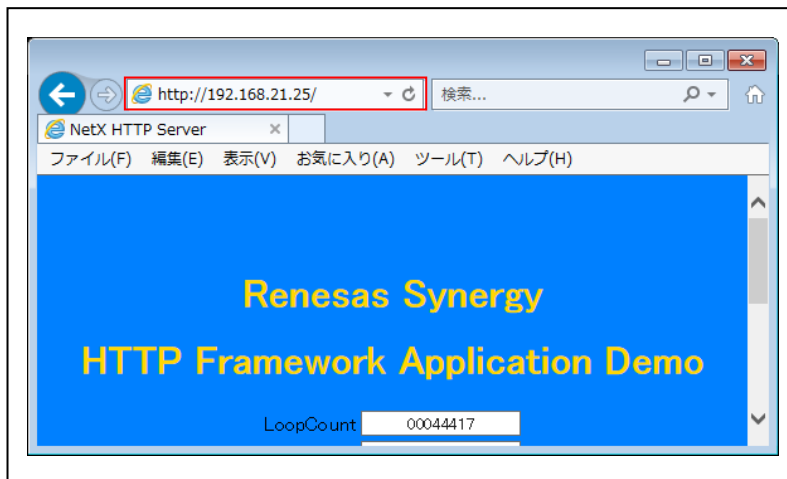 http://192.168.21.25/
検索...
NetX HTTP Server
ファイル(F) 編集(E) 表示(V) お気に入り(A) ツール(T) ヘルプ(H)
Renesas Synergy
HTTP Framework Application Demo
LoopCount 00044417